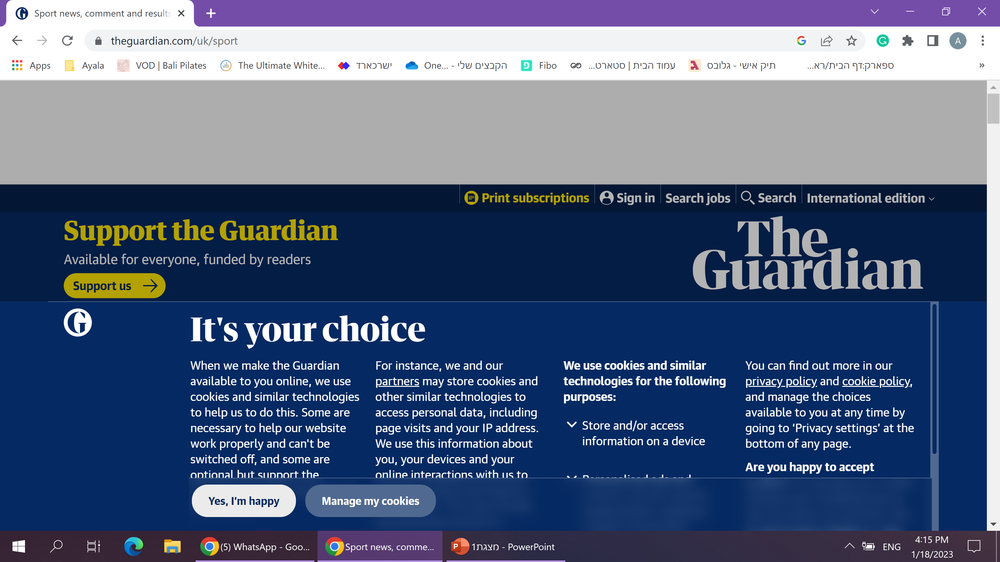 Sport news, comment and results
theguardian.com/uk/sport
A
Apps
Ayala
VOD | Bali Pilates
The Ultimate White...
ישרכארד
הקבצים שלי - One...
Fibo
עמוד הבית | סטארט...
תיק אישי - גלובס
ספארק:דף הבית/רא...
»
Print subscriptions
Sign in
Search jobs
Search
International edition
Support the Guardian
Available for everyone, funded by readers
Support us
The
Guardian
It's your choice
When we make the Guardian
available to you online, we use
cookies and similar technologies
to help us to do this. Some are
necessary to help our website
work properly and can't be
switched off, and some are
optional but support the
For instance, we and our
partners may store cookies and
other similar technologies to
access personal data, including
page visits and your IP address.
We use this information about
you, your devices and your
online interactions with us to
We use cookies and similar
technologies for the following
purposes:
Store and/or access
information on a device
Personalised ads and
You can find out more in our
privacy policy and cookie policy,
and manage the choices
available to you at any time by
going to ‘Privacy settings’ at the
bottom of any page.
Are you happy to accept
Yes, I’m happy
Manage my cookies
(5) WhatsApp - Goo...
Sport news, comme...
מצגת1 - PowerPoint
ENG
4:15 PM
1/18/2023